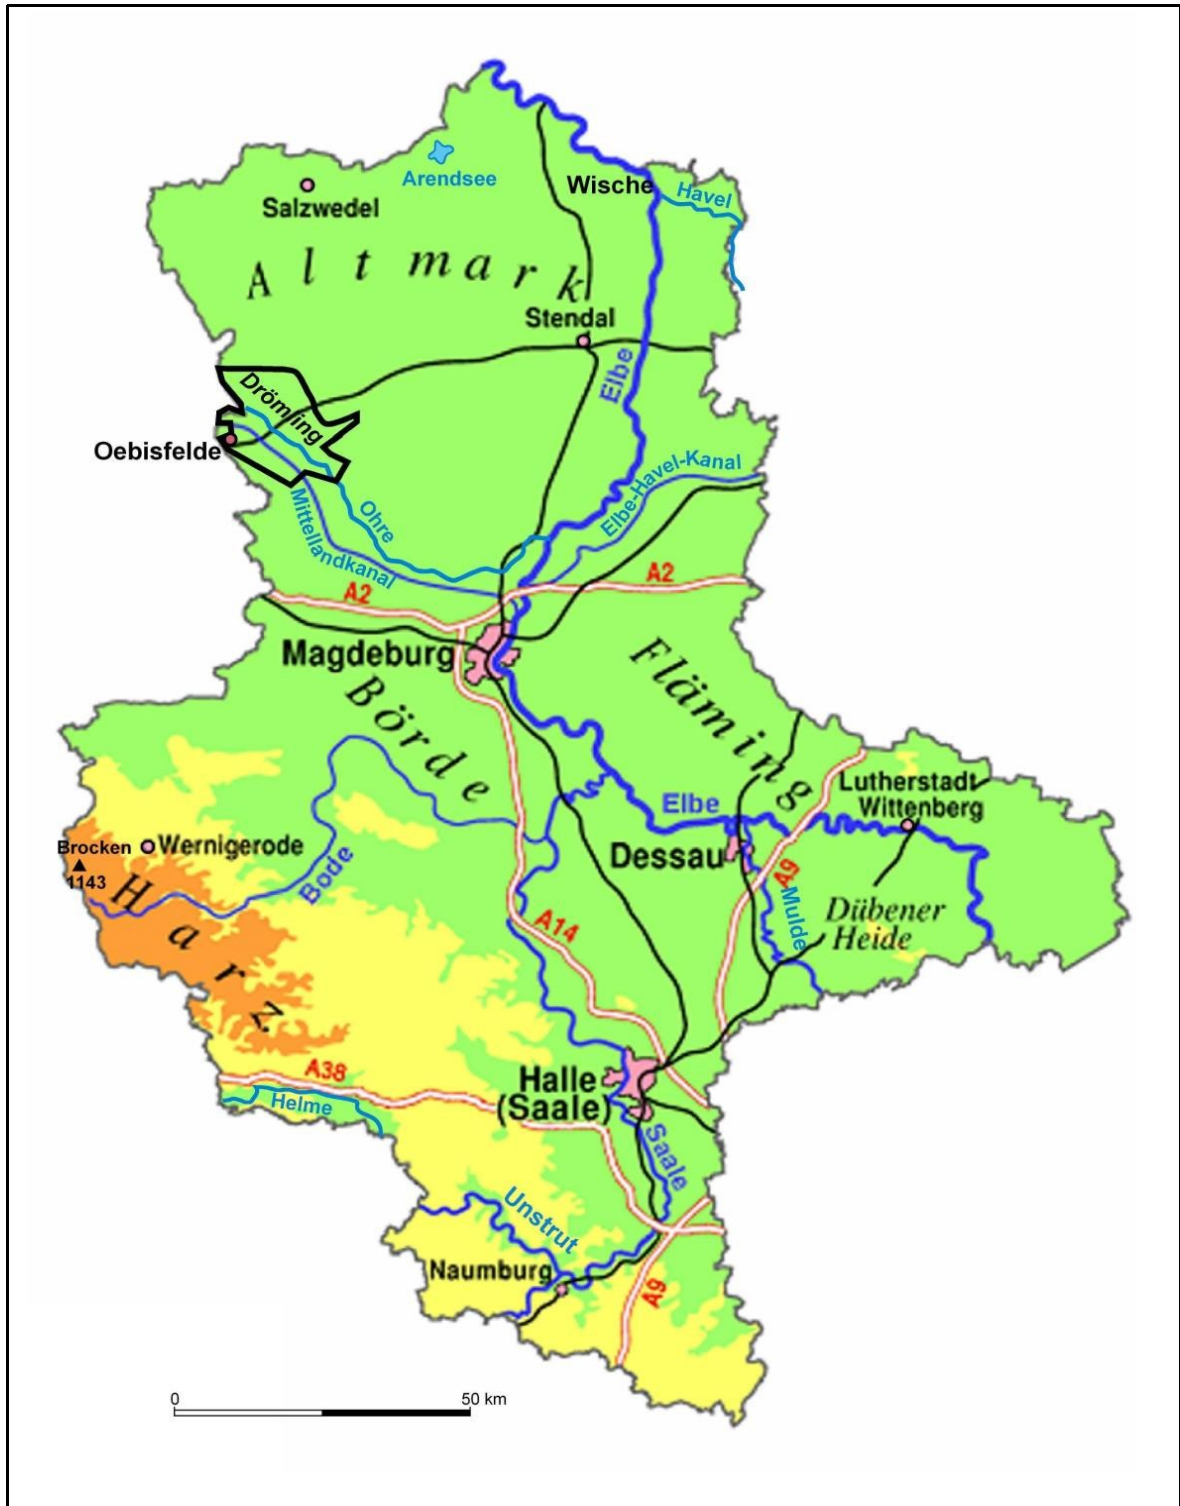 Arendsee
Wische
Havel
Salzwedel
Altmark
Stendal
Elbe
Drömling
Oebisfelde
Elbe-Havel-Kanal
Ohre
Mittellandkanal
A2
A2
Magdeburg
Fläming
Börde
Lutherstadt
Wittenberg
Elbe
Brocken
1143
Wernigerode
Dessau
A9
Bode
Harz
Mulde
Dübener
Heide
A14
A38
Helme
Halle
(Saale)
Saale
Unstrut
Naumburg
A9
0
50 km